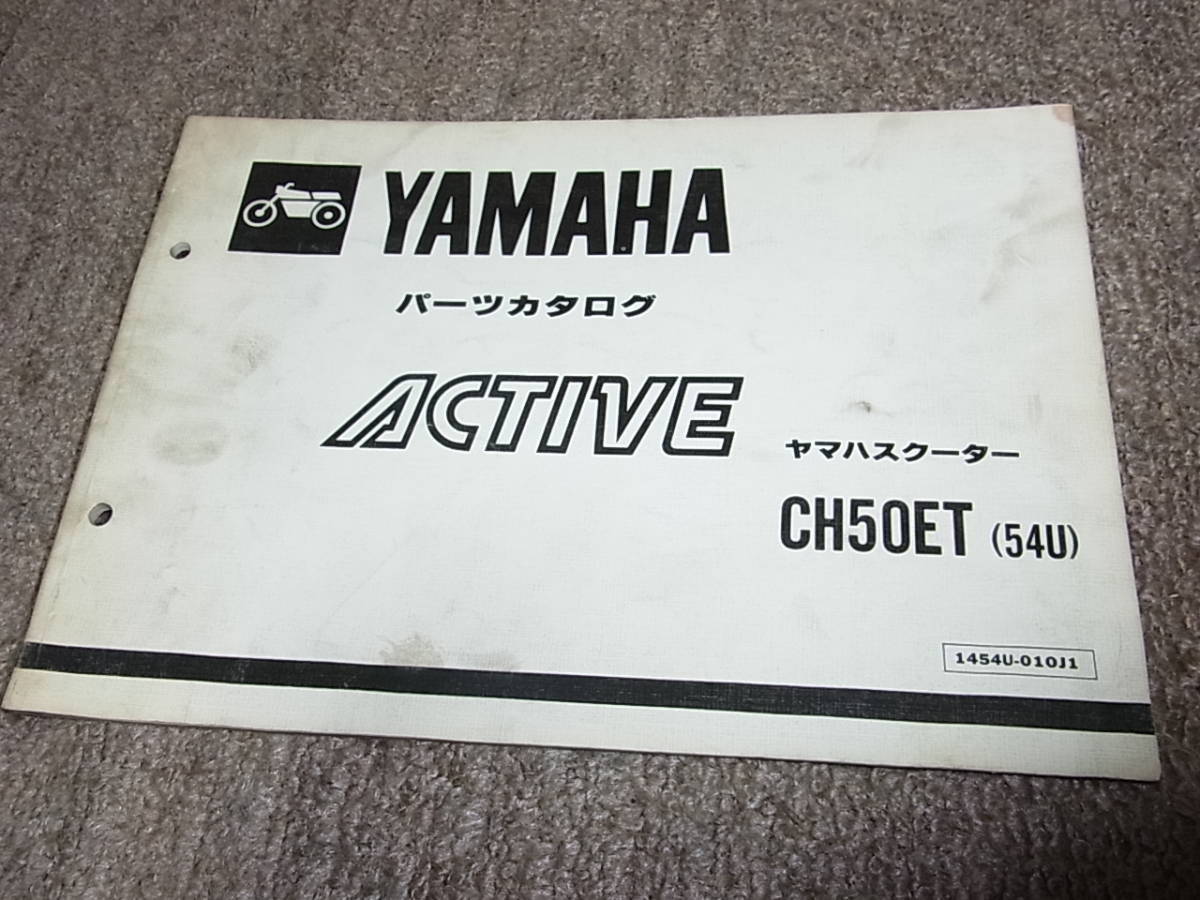 YAMAHA
パーツカタログ
ACTIVE
ヤマハスクーター
CH50ET (54U)
1454U-010J1